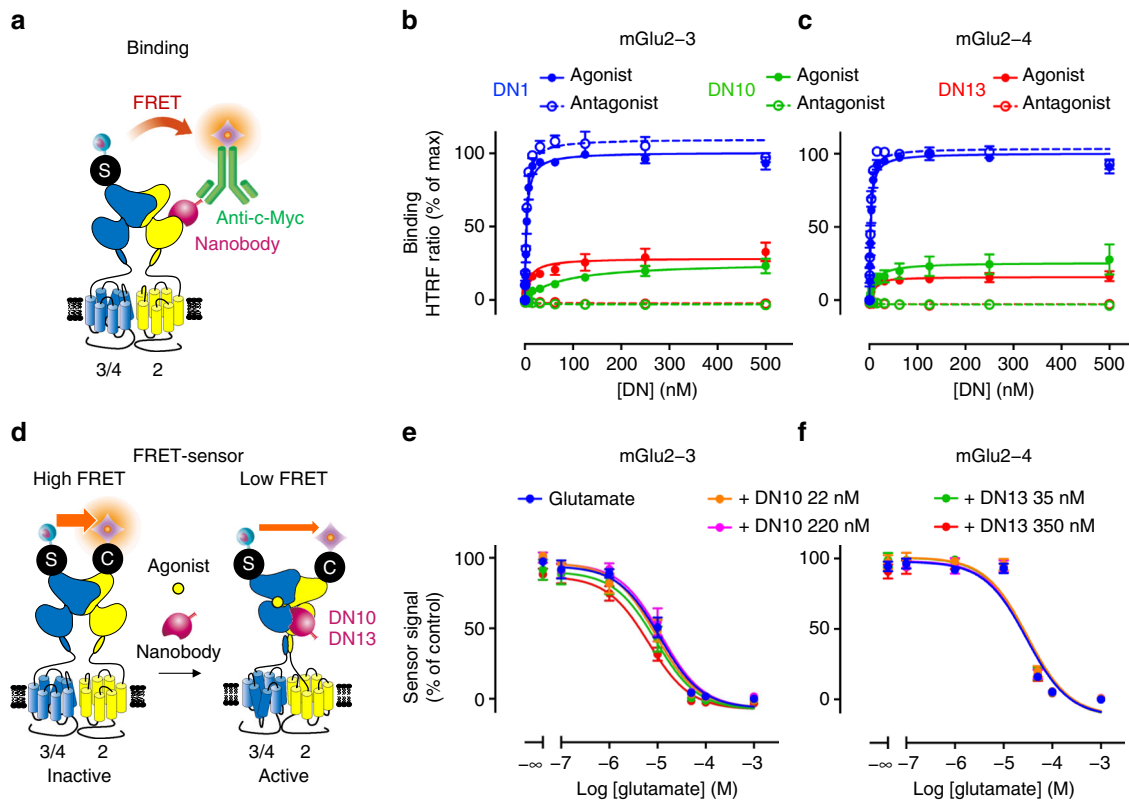 a
Binding
FRET
S
Anti-c-Myc
Nanobody
3/4 2
b
mGlu2–3
DN1
Agonist
Antagonist
DN10
Agonist
Antagonist
Binding
HTRF ratio (% of max)
100
50
0
0 100 200 300 400 500
[DN] (nM)
c
mGlu2–4
DN13
Agonist
Antagonist
100
50
0
0 100 200 300 400 500
[DN] (nM)
d
FRET-sensor
High FRET Low FRET
S C
S C
Agonist
Nanobody
DN10
DN13
3/4 2
Inactive
3/4 2
Active
e
mGlu2–3
Glutamate
+ DN10 22 nM
+ DN10 220 nM
+ DN13 35 nM
+ DN13 350 nM
Sensor signal
(% of control)
100
50
0
–∞ –7 –6 –5 –4 –3
Log [glutamate] (M)
f
mGlu2–4
100
50
0
–∞ –7 –6 –5 –4 –3
Log [glutamate] (M)